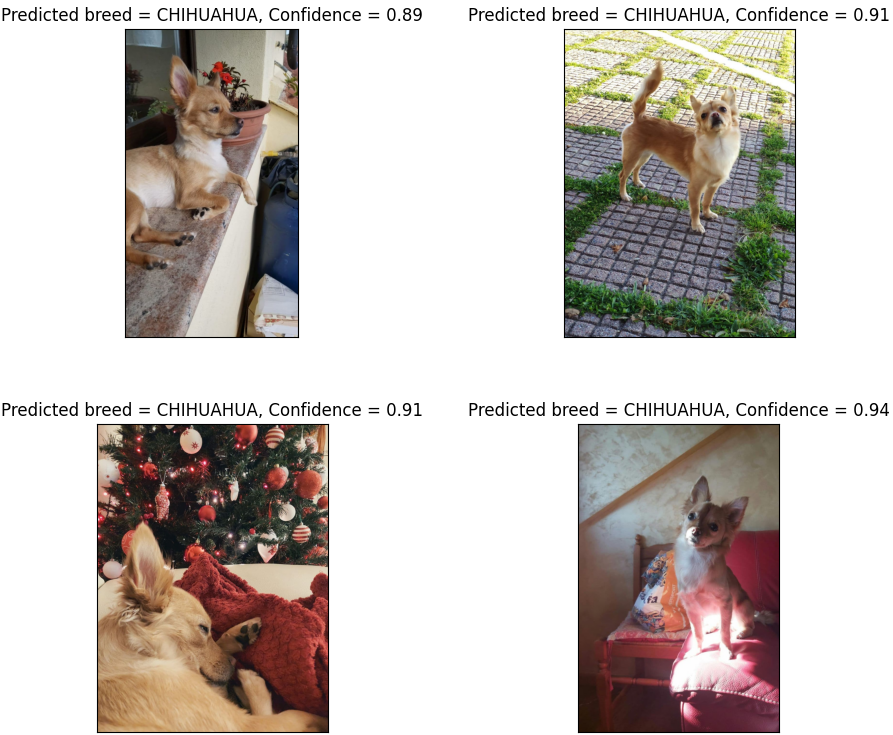 Predicted breed = CHIHUAHUA, Confidence = 0.89
Predicted breed = CHIHUAHUA, Confidence = 0.91
Predicted breed = CHIHUAHUA, Confidence = 0.91
Predicted breed = CHIHUAHUA, Confidence = 0.94